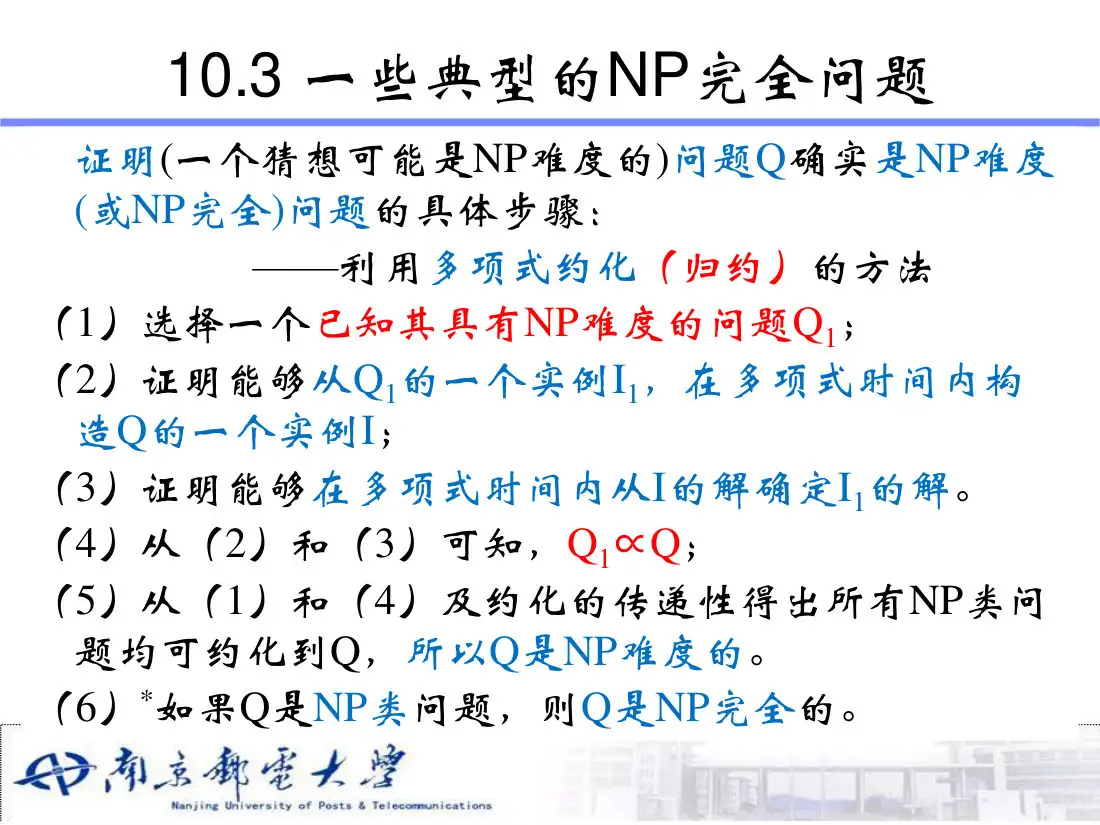 10.3 一些典型的NP完全问题
证明(一个猜想可能是NP难度的)问题Q确实是NP难度
(或NP完全)问题的具体步骤：
——利用多项式约化（归约）的方法
（1）选择一个已知其具有NP难度的问题Q₁；
（2）证明能够从Q₁的一个实例I₁，在多项式时间内构
造Q的一个实例I；
（3）证明能够在多项式时间内从I的解确定I₁的解。
（4）从（2）和（3）可知，Q₁∝Q；
（5）从（1）和（4）及约化的传递性得出所有NP类问
题均可约化到Q，所以Q是NP难度的。
（6）*如果Q是NP类问题，则Q是NP完全的。
南京郵電大學
Nanjing University of Posts & Telecommunications